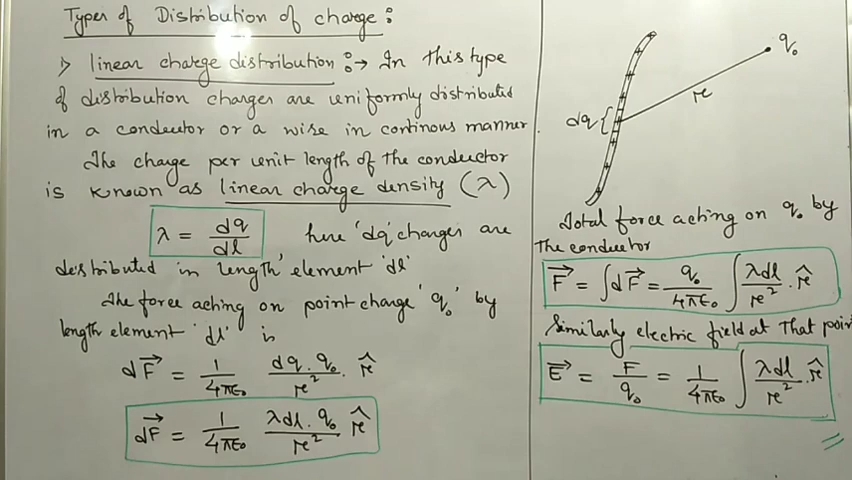 Types of Distribution of charge :
> linear charge distribution :→ In this type
of distribution charges are uniformly distributed
in a conductor or a wire in continous manner.
The charge per unit length of the conductor
is known as linear charge density (λ)
λ = dq/dl here 'dq' charges are
distributed in length element 'dl'
The force acting on point charge 'q₀' by
length element 'dl' is
dF⃗ = 1/4πε₀ dq.q₀/r² . r̂
dF⃗ = 1/4πε₀ λdl.q₀/r² r̂
q₀
r
dq
Total force acting on q₀ by
the conductor
F⃗ = ∫dF⃗ = q₀/4πε₀ ∫ λdl/r² . r̂
Similarly electric field at that poin
E⃗ = F/q₀ = 1/4πε₀ ∫ λdl/r² . r̂